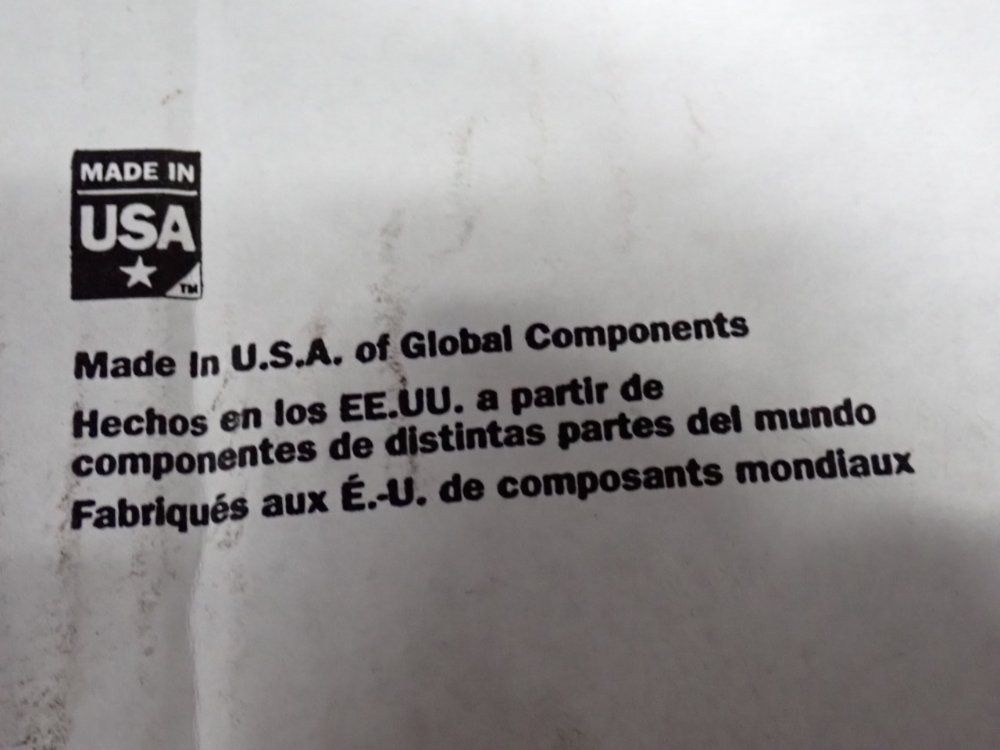 MADE IN
USA
TM
Made In U.S.A. of Global Components
Hechos en los EE.UU. a partir de
componentes de distintas partes del mundo
Fabriqués aux É.-U. de composants mondiaux